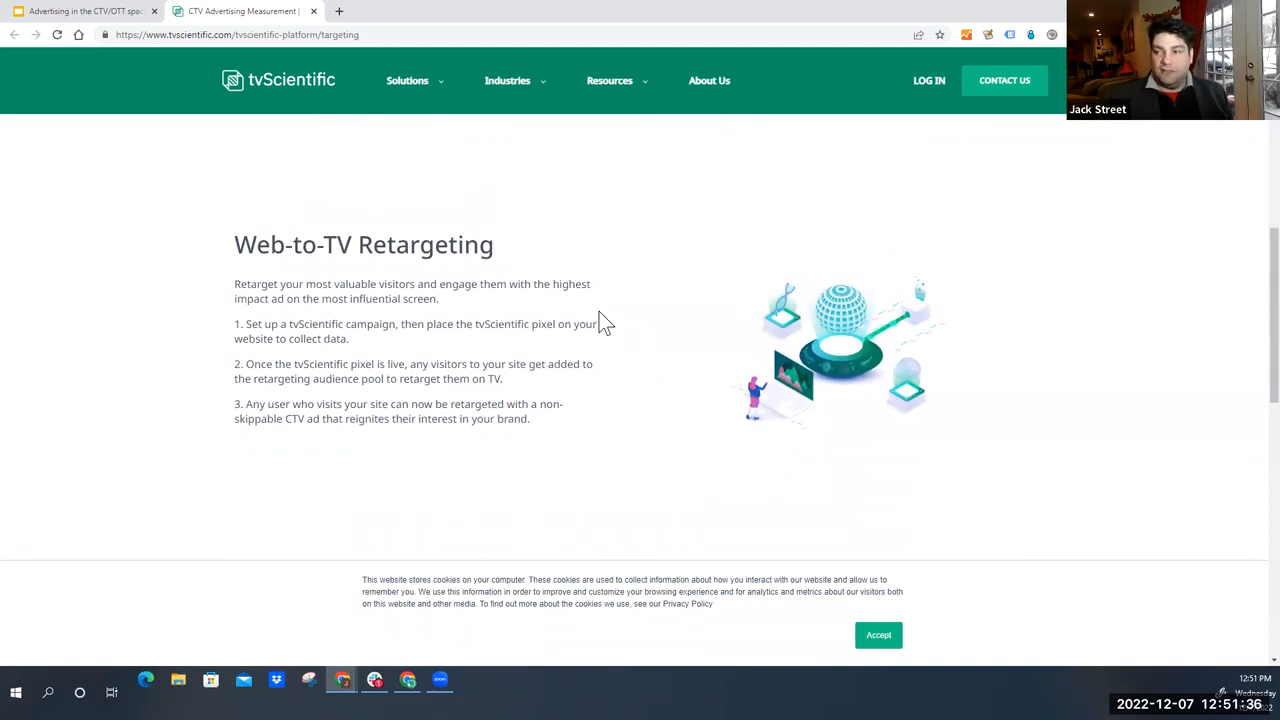 Advertising in the CTV/OTT spac
CTV Advertising Measurement |
https://www.tvscientific.com/tvscientific-platform/targeting
tvScientific
Solutions
Industries
Resources
About Us
LOG IN
CONTACT US
Jack Street
Web-to-TV Retargeting
Retarget your most valuable visitors and engage them with the highest
impact ad on the most influential screen.
1. Set up a tvScientific campaign, then place the tvScientific pixel on your
website to collect data.
2. Once the tvScientific pixel is live, any visitors to your site get added to
the retargeting audience pool to retarget them on TV.
3. Any user who visits your site can now be retargeted with a non-
skippable CTV ad that reignites their interest in your brand.
This website stores cookies on your computer. These cookies are used to collect information about how you interact with our website and allow us to
remember you. We use this information in order to improve and customize your browsing experience and for analytics and metrics about our visitors both
on this website and other media. To find out more about the cookies we use, see our Privacy Policy
Accept
12:51 PM
Wednesday
2022-12-07 12:51:36